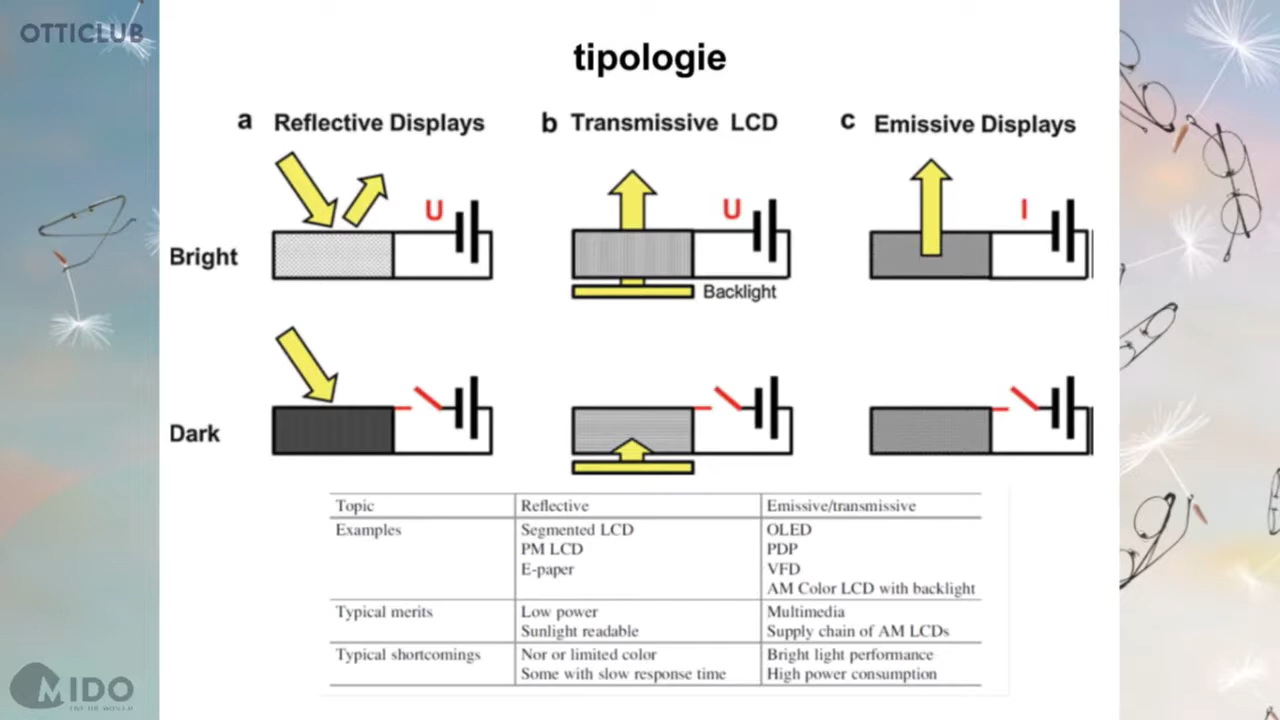 OTTICLUB
tipologie
a Reflective Displays
b Transmissive LCD
c Emissive Displays
U
U
I
Bright
Backlight
Dark
Topic Reflective Emissive/transmissive
Examples Segmented LCD OLED
PM LCD PDP
E-paper VFD
AM Color LCD with backlight
Typical merits Low power Multimedia
Sunlight readable Supply chain of AM LCDs
Typical shortcomings Nor or limited color Bright light performance
Some with slow response time High power consumption
MIDO